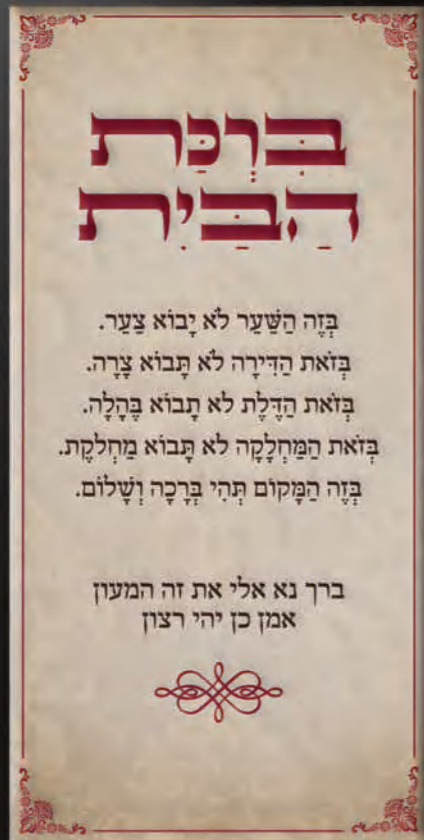 בִּרְכַּת
הַבַּיִת
בְּזֶה הַשַּׁעַר לֹא יָבוֹא צַעַר.
בְּזֹאת הַדִּירָה לֹא תָּבוֹא צָרָה.
בְּזֹאת הַדֶּלֶת לֹא תָבוֹא בֶּהָלָה.
בְּזֹאת הַמַּחְלָקָה לֹא תָּבוֹא מַחְלֹקֶת.
בְּזֶה הַמָּקוֹם תְּהִי בְּרָכָה וְשָׁלוֹם.
ברך נא אלי את זה המעון
אמן כן יהי רצון